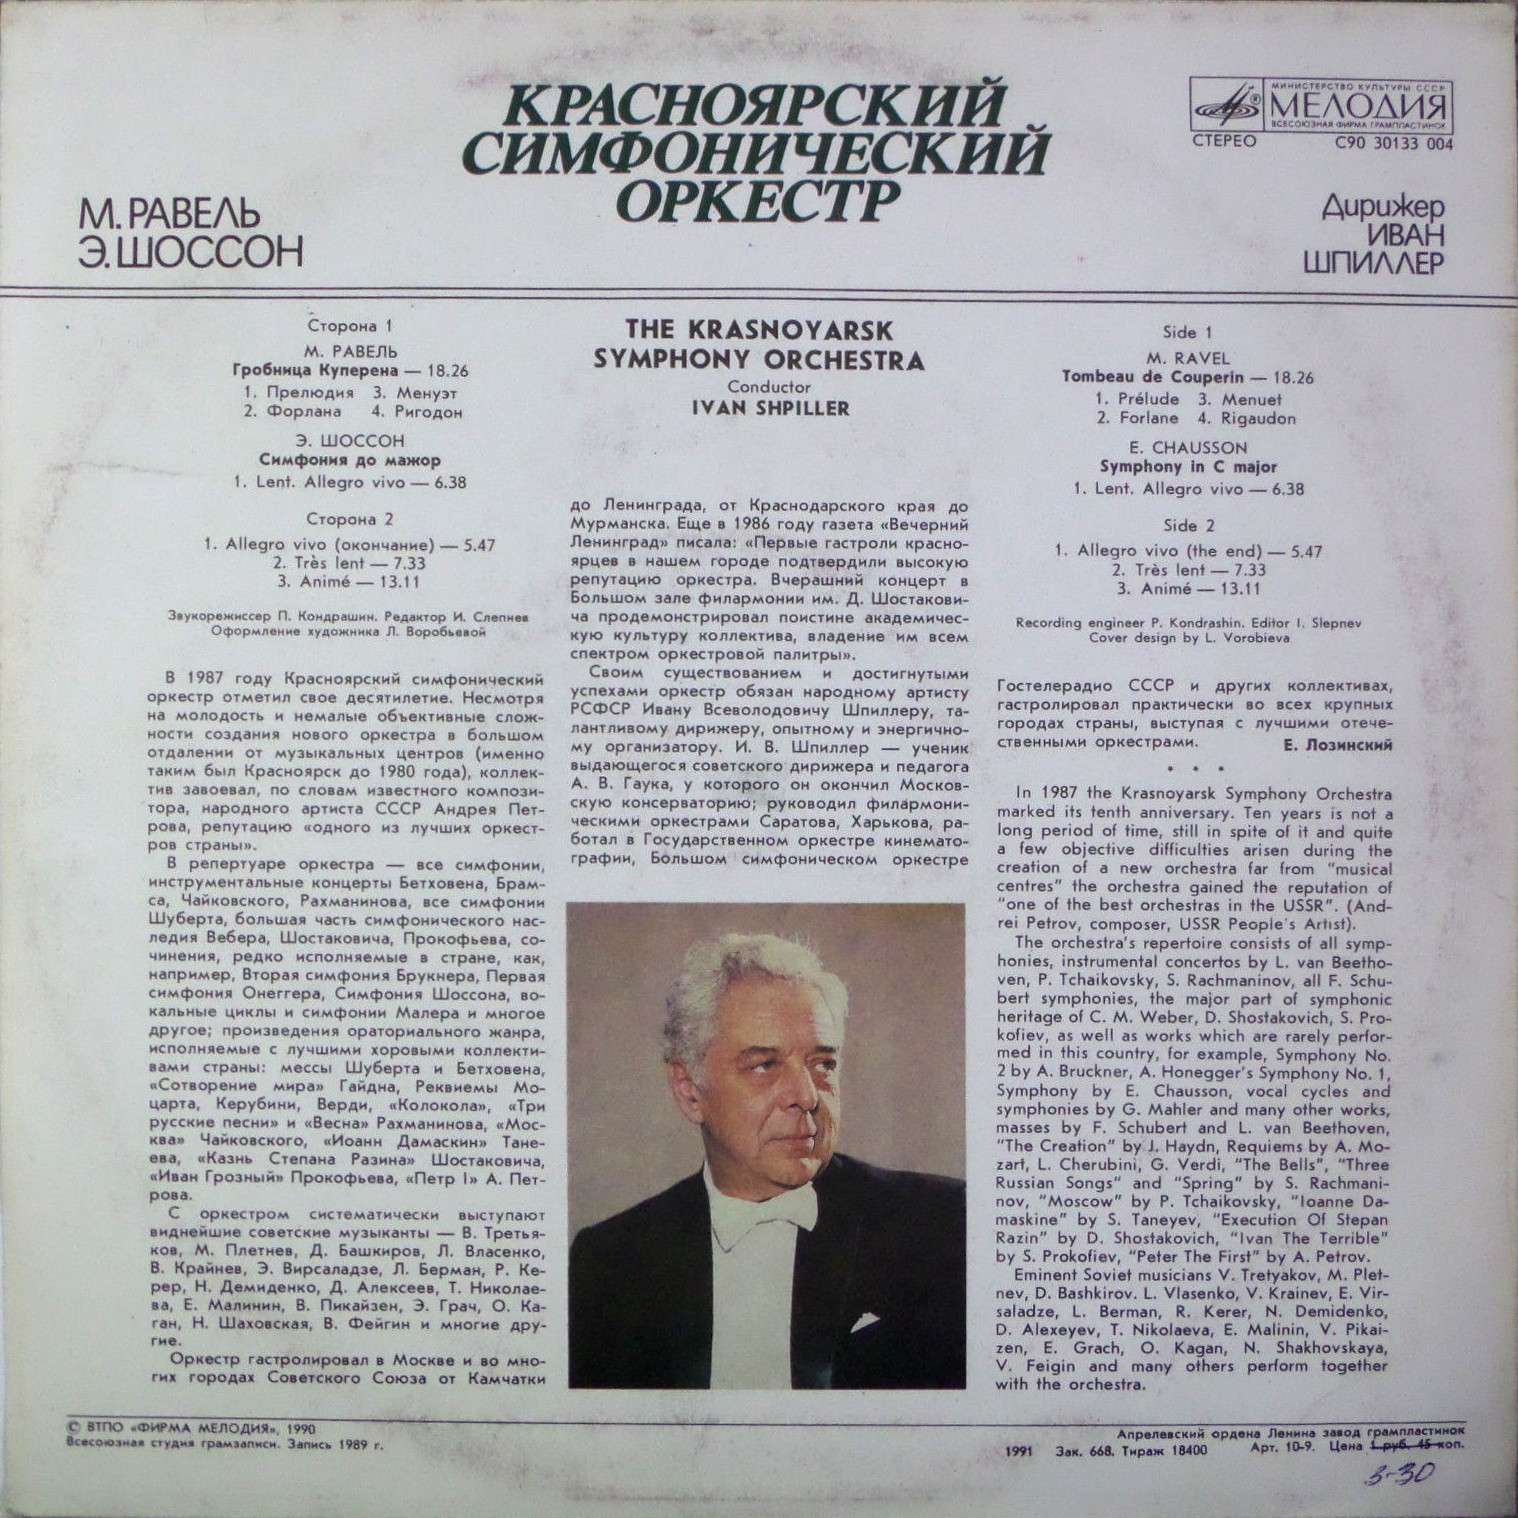 КРАСНОЯРСКИЙ
СИМФОНИЧЕСКИЙ
ОРКЕСТР
МИНИСТЕРСТВО КУЛЬТУРЫ СССР
МЕЛОДИЯ
ВСЕСОЮЗНАЯ ФИРМА ГРАМПЛАСТИНОК
СТЕРЕО С90 30133 004
М. РАВЕЛЬ
Э. ШОССОН
Дирижер
ИВАН
ШПИЛЛЕР
Сторона 1
М. РАВЕЛЬ
Гробница Куперена — 18.26
1. Прелюдия 3. Менуэт
2. Форлана 4. Ригодон
Э. ШОССОН
Симфония до мажор
1. Lent. Allegro vivo — 6.38
Сторона 2
1. Allegro vivo (окончание) — 5.47
2. Très lent — 7.33
3. Animé — 13.11
Звукорежиссер П. Кондрашин. Редактор И. Слепнев
Оформление художника Л. Воробьевой
В 1987 году Красноярский симфонический
оркестр отметил свое десятилетие. Несмотря
на молодость и немалые объективные слож-
ности создания нового оркестра в большом
отдалении от музыкальных центров (именно
таким был Красноярск до 1980 года), коллек-
тив завоевал, по словам известного компози-
тора, народного артиста СССР Андрея Пет-
рова, репутацию «одного из лучших оркест-
ров страны».
В репертуаре оркестра — все симфонии,
инструментальные концерты Бетховена, Брам-
са, Чайковского, Рахманинова, все симфонии
Шуберта, большая часть симфонического нас-
ледия Вебера, Шостаковича, Прокофьева, со-
чинения, редко исполняемые в стране, как,
например, Вторая симфония Брукнера, Первая
симфония Онеггера, Симфония Шоссона, во-
кальные циклы и симфонии Малера и многое
другое; произведения ораториального жанра,
исполняемые с лучшими хоровыми коллекти-
вами страны: мессы Шуберта и Бетховена,
«Сотворение мира» Гайдна, Реквиемы Мо-
царта, Керубини, Верди, «Колокола», «Три
русские песни» и «Весна» Рахманинова, «Мос-
ква» Чайковского, «Иоанн Дамаскин» Тане-
ева, «Казнь Степана Разина» Шостаковича,
«Иван Грозный» Прокофьева, «Петр I» А. Пет-
рова.
С оркестром систематически выступают
виднейшие советские музыканты — В. Третья-
ков, М. Плетнев, Д. Башкиров, Л. Власенко,
В. Крайнев, Э. Вирсаладзе, Л. Берман, Р. Ке-
рер, Н. Демиденко, Д. Алексеев, Т. Николае-
ва, Е. Малинин, В. Пикайзен, Э. Грач, О. Ка-
ган, Н. Шаховская, В. Фейгин и многие дру-
гие.
Оркестр гастролировал в Москве и во мно-
гих городах Советского Союза от Камчатки
THE KRASNOYARSK
SYMPHONY ORCHESTRA
Conductor
IVAN SHPILLER
до Ленинграда, от Краснодарского края до
Мурманска. Еще в 1986 году газета «Вечерний
Ленинград» писала: «Первые гастроли красно-
ярцев в нашем городе подтвердили высокую
репутацию оркестра. Вчерашний концерт в
Большом зале филармонии им. Д. Шостакови-
ча продемонстрировал поистине академичес-
кую культуру коллектива, владение им всем
спектром оркестровой палитры».
Своим существованием и достигнутыми
успехами оркестр обязан народному артисту
РСФСР Ивану Всеволодовичу Шпиллеру, та-
лантливому дирижеру, опытному и энергично-
му организатору. И. В. Шпиллер — ученик
выдающегося советского дирижера и педагога
А. В. Гаука, у которого он окончил Москов-
скую консерваторию; руководил филармони-
ческими оркестрами Саратова, Харькова, ра-
ботал в Государственном оркестре кинемато-
графии, Большом симфоническом оркестре
Side 1
M. RAVEL
Tombeau de Couperin — 18.26
1. Prélude 3. Menuet
2. Forlane 4. Rigaudon
E. CHAUSSON
Symphony in C major
1. Lent. Allegro vivo — 6.38
Side 2
1. Allegro vivo (the end) — 5.47
2. Très lent — 7.33
3. Animé — 13.11
Recording engineer P. Kondrashin. Editor I. Slepnev
Cover design by L. Vorobieva
Гостелерадио СССР и других коллективах,
гастролировал практически во всех крупных
городах страны, выступая с лучшими отече-
ственными оркестрами.
Е. Лозинский
• • •
In 1987 the Krasnoyarsk Symphony Orchestra
marked its tenth anniversary. Ten years is not a
long period of time, still in spite of it and quite
a few objective difficulties arisen during the
creation of a new orchestra far from "musical
centres" the orchestra gained the reputation of
"one of the best orchestras in the USSR". (And-
rei Petrov, composer, USSR People's Artist).
The orchestra's repertoire consists of all symp-
honies, instrumental concertos by L. van Beetho-
ven, P. Tchaikovsky, S. Rachmaninov, all F. Schu-
bert symphonies, the major part of symphonic
heritage of C. M. Weber, D. Shostakovich, S. Pro-
kofiev, as well as works which are rarely perfor-
med in this country, for example, Symphony No.
2 by A. Bruckner, A. Honegger's Symphony No. 1,
Symphony by E. Chausson, vocal cycles and
symphonies by G. Mahler and many other works,
masses by F. Schubert and L. van Beethoven,
"The Creation" by J. Haydn, Requiems by A. Mo-
zart, L. Cherubini, G. Verdi, "The Bells", "Three
Russian Songs" and "Spring" by S. Rachmani-
nov, "Moscow" by P. Tchaikovsky, "Ioanne Da-
maskine" by S. Taneyev, "Execution Of Stepan
Razin" by D. Shostakovich, "Ivan The Terrible"
by S. Prokofiev, "Peter The First" by A. Petrov.
Eminent Soviet musicians V. Tretyakov, M. Plet-
nev, D. Bashkirov. L. Vlasenko, V. Krainev, E. Vir-
saladze, L. Berman, R. Kerer, N. Demidenko,
D. Alexeyev, T. Nikolaeva, E. Malinin, V. Pikai-
zen, E. Grach, O. Kagan, N. Shakhovskaya,
V. Feigin and many others perform together
with the orchestra.
© ВТПО «ФИРМА МЕЛОДИЯ», 1990
Всесоюзная студия грамзаписи. Запись 1989 г.
Апрелевский ордена Ленина завод грампластинок
1991 Зак. 668. Тираж 18400 Арт. 10-9. Цена 1 руб. 45 коп.
3-30